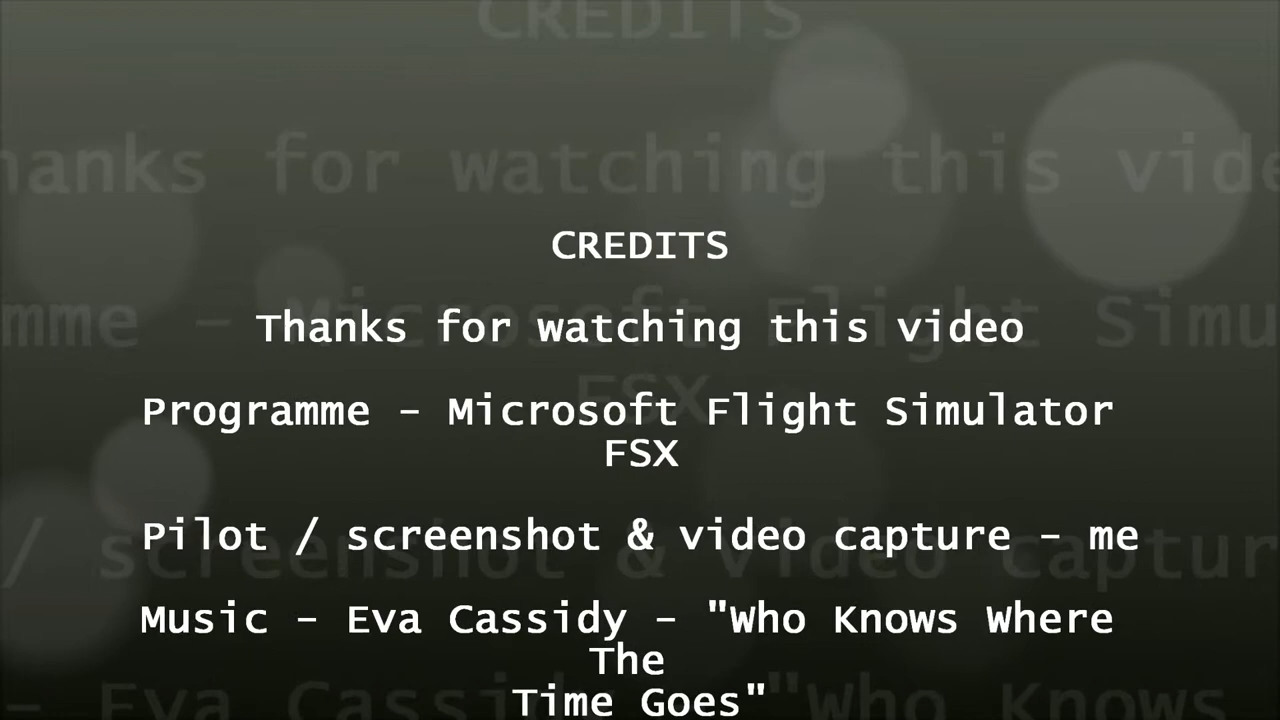 CREDITS
Thanks for watching this video
Programme - Microsoft Flight Simulator
FSX
Pilot / screenshot & video capture - me
Music - Eva Cassidy - "Who Knows Where
The
Time Goes"